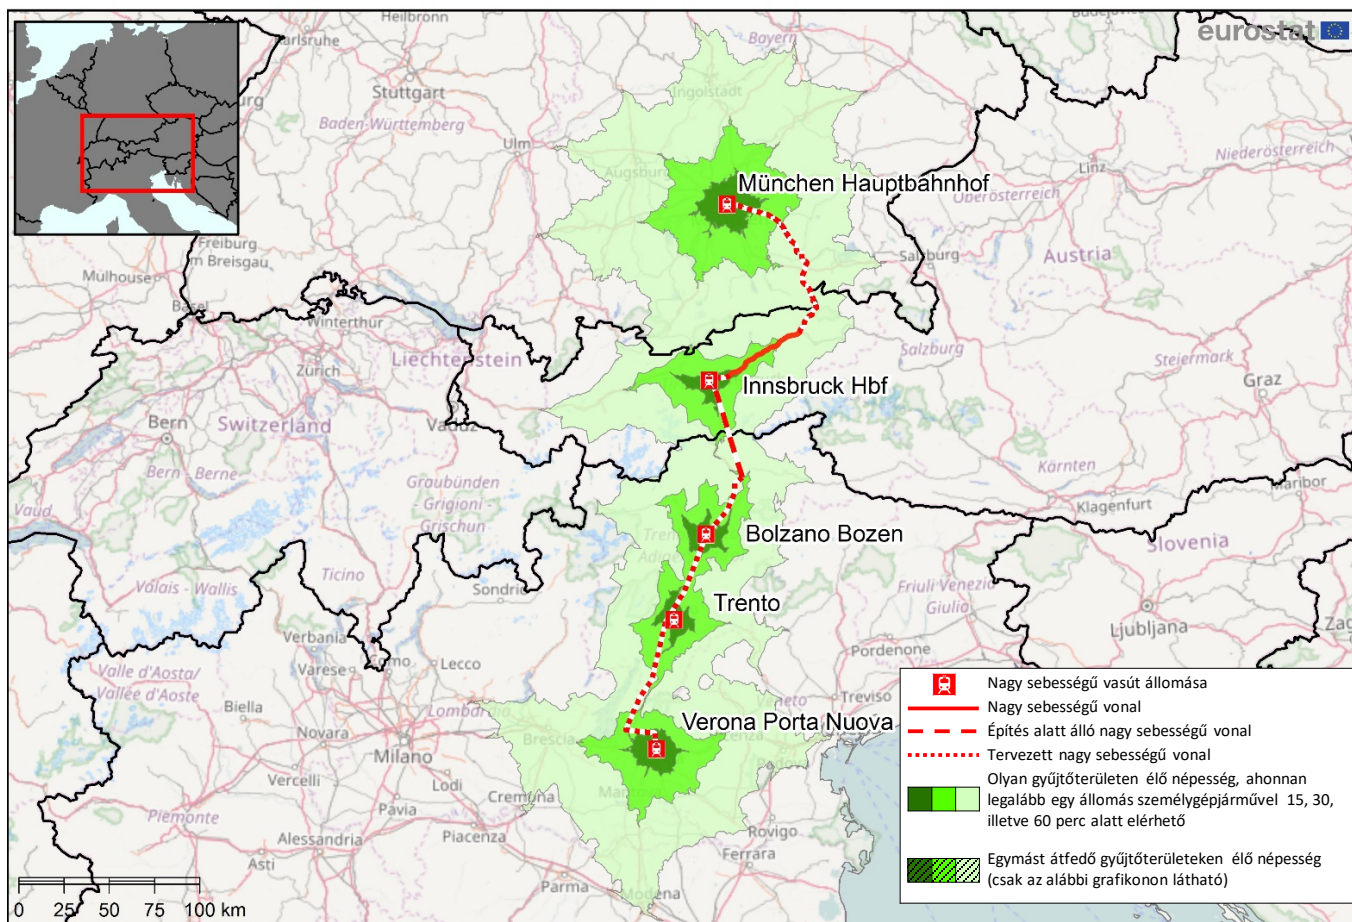 Heilbronn
Karlsruhe
Bayern
Budějovice
eurostat
Stuttgart
Ingolstadt
Baden-Württemberg
Ulm
Augsburg
Linz
Niederösterreich
München Hauptbahnhof
Oberösterreich
Freiburg
im Breisgau
Salzburg
Austria
Mülhouse
Basel
Winterthur
Zürich
Liechtenstein
Salzburg
Steiermark
Innsbruck Hbf
Graz
Bern
Switzerland
Vaduz
Bern - Berne
Graubünden
Grigioni -
Grischun
Kärnten
Klagenfurt
Maribor
Vaud
Bolzano Bozen
Slovenia
Valais - Wallis
Ticino
Sondrio
Trento
Friuli Venezia
Giulia
Ljubljana
Verbania
Varese
Como
Lecco
Pordenone
Valle d'Aosta/
Vallée d'Aoste
Biella
Lombardia
Veneto
Treviso
Verona Porta Nuova
Novara
Milano
Brescia
Vercelli
Lodi
Cremona
Pavia
Mantova
Piacenza
Rovigo
Alessandria
Asti
Parma
Ferrara
Modena
Nagy sebességű vasút állomása
Nagy sebességű vonal
Építés alatt álló nagy sebességű vonal
Tervezett nagy sebességű vonal
Olyan gyűjtőterületen élő népesség, ahonnan
legalább egy állomás személygépjárművel 15, 30,
illetve 60 perc alatt elérhető
Egymást átfedő gyűjtőterületeken élő népesség
(csak az alábbi grafikonon látható)
0 25 50 75 100 km